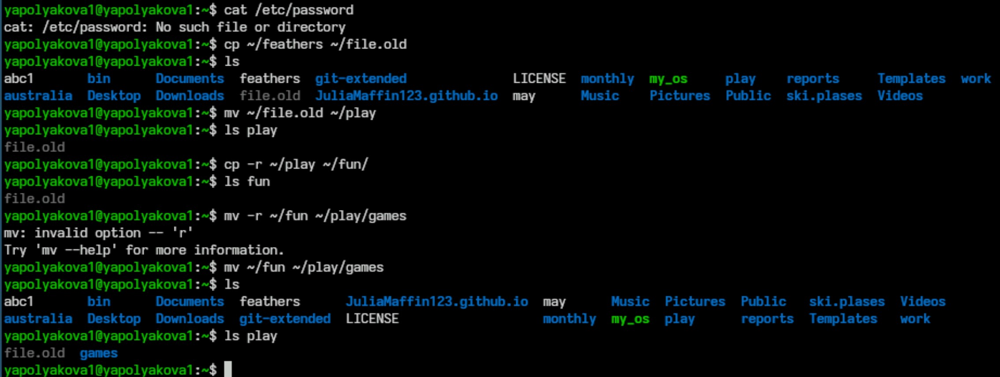 yapolyakova1@yapolyakova1:~$ cat /etc/password
cat: /etc/password: No such file or directory
yapolyakova1@yapolyakova1:~$ cp ~/feathers ~/file.old
yapolyakova1@yapolyakova1:~$ ls
abc1 bin Documents feathers git-extended LICENSE monthly my_os play reports Templates work
australia Desktop Downloads file.old JuliaMaffin123.github.io may Music Pictures Public ski.plases Videos
yapolyakova1@yapolyakova1:~$ mv ~/file.old ~/play
yapolyakova1@yapolyakova1:~$ ls play
file.old
yapolyakova1@yapolyakova1:~$ cp -r ~/play ~/fun/
yapolyakova1@yapolyakova1:~$ ls fun
file.old
yapolyakova1@yapolyakova1:~$ mv -r ~/fun ~/play/games
mv: invalid option -- 'r'
Try 'mv --help' for more information.
yapolyakova1@yapolyakova1:~$ mv ~/fun ~/play/games
yapolyakova1@yapolyakova1:~$ ls
abc1 bin Documents feathers JuliaMaffin123.github.io may Music Pictures Public ski.plases Videos
australia Desktop Downloads git-extended LICENSE monthly my_os play reports Templates work
yapolyakova1@yapolyakova1:~$ ls play
file.old games
yapolyakova1@yapolyakova1:~$